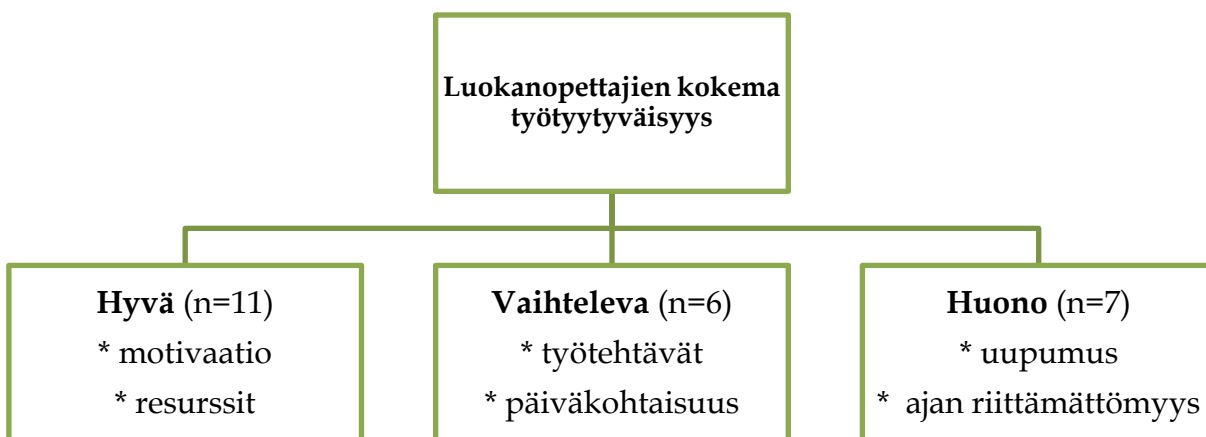 Luokanopettajien kokema
työtyytyväisyys
Hyvä (n=11)
* motivaatio
* resurssit
Vaihteleva (n=6)
* työtehtävät
* päiväkohtaisuus
Huono (n=7)
* uupumus
* ajan riittämättömyys